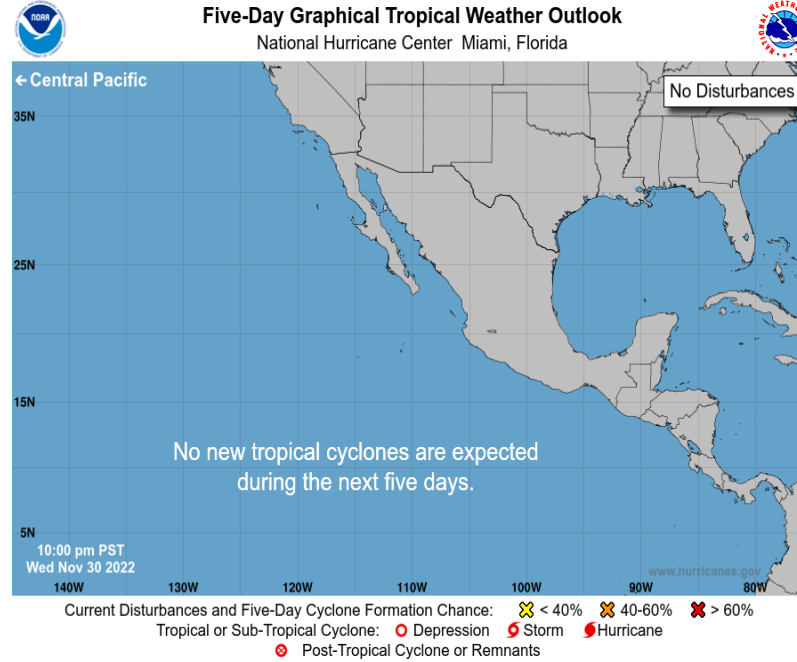 Five-Day Graphical Tropical Weather Outlook
National Hurricane Center Miami, Florida
NOAA
← Central Pacific
No Disturbances
35N
25N
15N
5N
No new tropical cyclones are expected
during the next five days.
10:00 pm PST
Wed Nov 30 2022
www.hurricanes.gov
140W 130W 120W 110W 100W 90W 80W
Current Disturbances and Five-Day Cyclone Formation Chance: < 40% 40-60% > 60%
Tropical or Sub-Tropical Cyclone: Depression Storm Hurricane
Post-Tropical Cyclone or Remnants